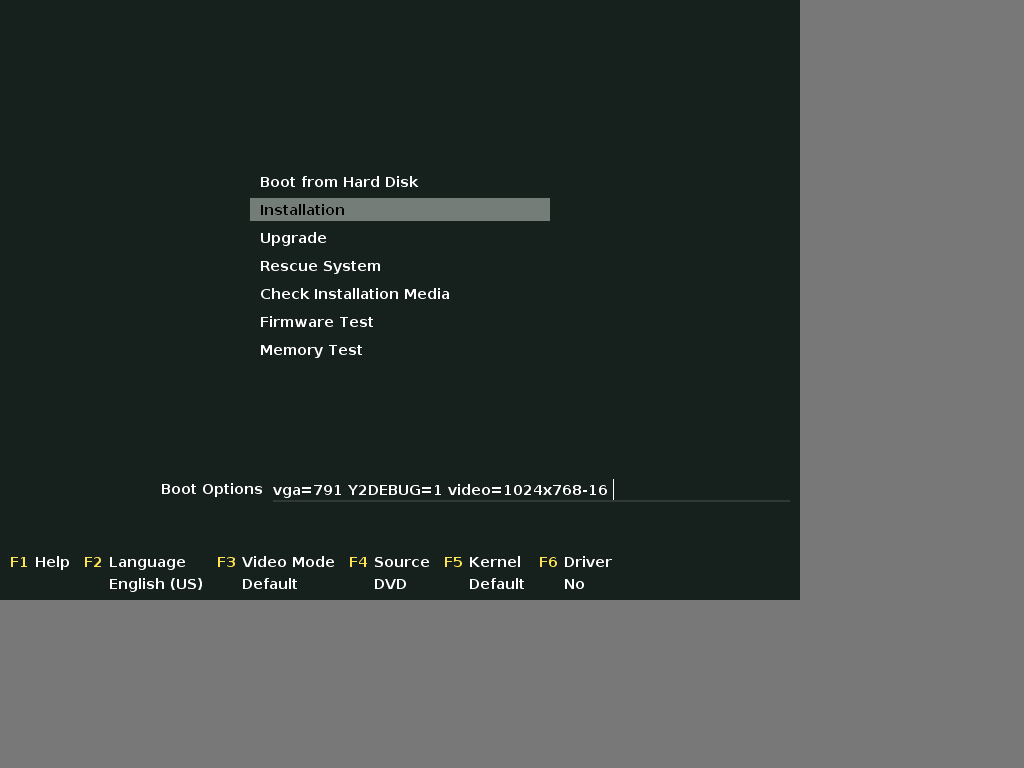 Boot from Hard Disk
Installation
Upgrade
Rescue System
Check Installation Media
Firmware Test
Memory Test
Boot Options vga=791 Y2DEBUG=1 video=1024x768-16
F1 Help F2 Language F3 Video Mode F4 Source F5 Kernel F6 Driver
English (US) Default DVD Default No